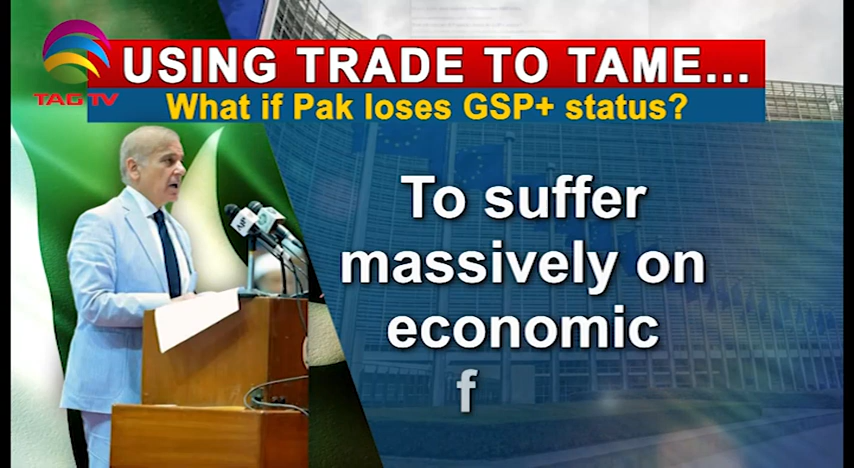 TAG TV
USING TRADE TO TAME...
What if Pak loses GSP+ status?
To suffer
massively on
economic
f